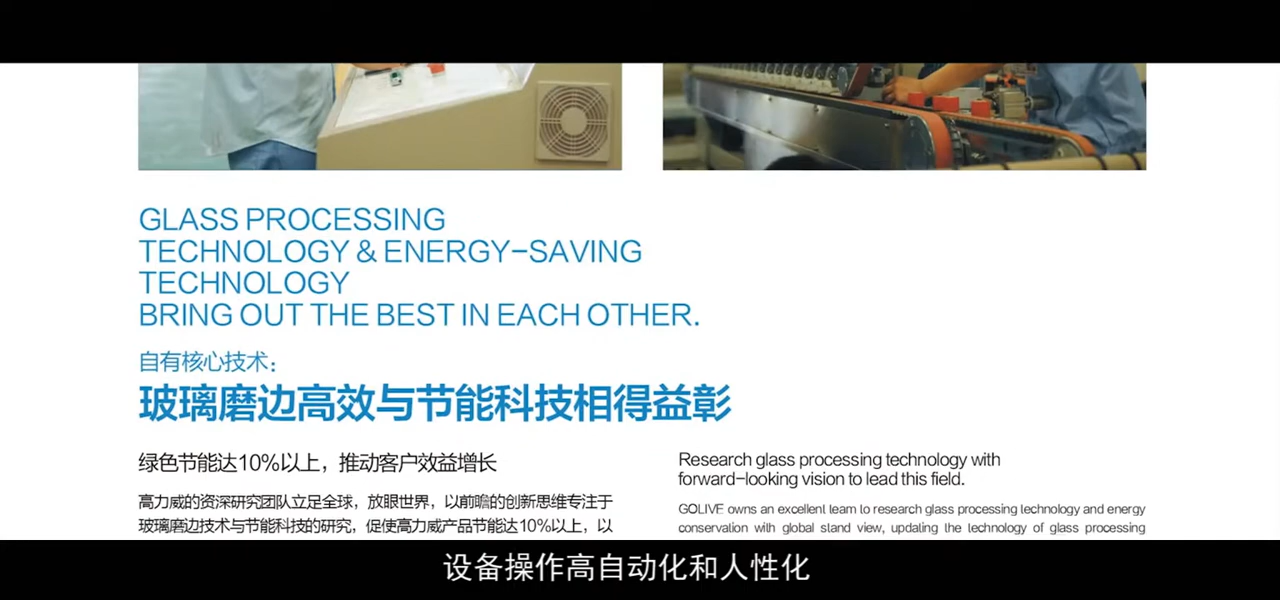 GLASS PROCESSING
TECHNOLOGY & ENERGY-SAVING
TECHNOLOGY
BRING OUT THE BEST IN EACH OTHER.
自有核心技术：
玻璃磨边高效与节能科技相得益彰
绿色节能达10%以上，推动客户效益增长
高力威的资深研究团队立足全球，放眼世界，以前瞻的创新思维专注于
玻璃磨边技术与节能科技的研究，促使高力威产品节能达10%以上，以
Research glass processing technology with
forward-looking vision to lead this field.
GOLIVE owns an excellent team to research glass processing technology and energy
conservation with global stand view, updating the technology of glass processing
设备操作高自动化和人性化